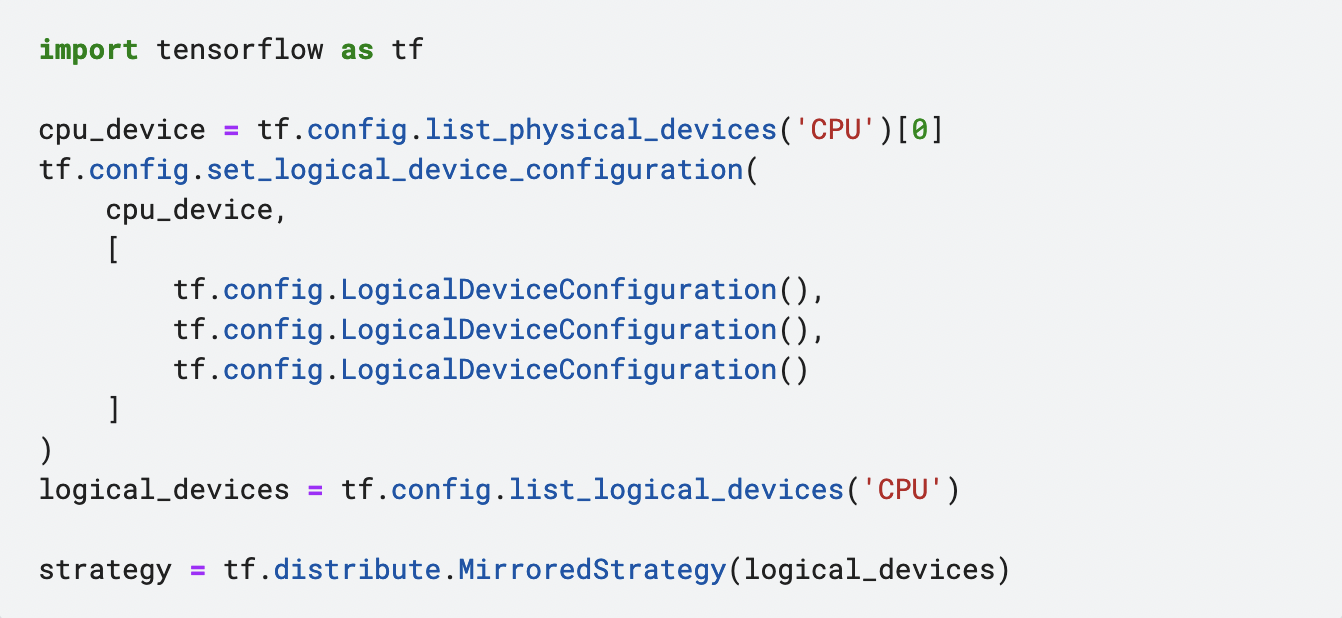 import tensorflow as tf
cpu_device = tf.config.list_physical_devices('CPU')[0]
tf.config.set_logical_device_configuration(
    cpu_device,
    [
        tf.config.LogicalDeviceConfiguration(),
        tf.config.LogicalDeviceConfiguration(),
        tf.config.LogicalDeviceConfiguration()
    ]
)
logical_devices = tf.config.list_logical_devices('CPU')
strategy = tf.distribute.MirroredStrategy(logical_devices)